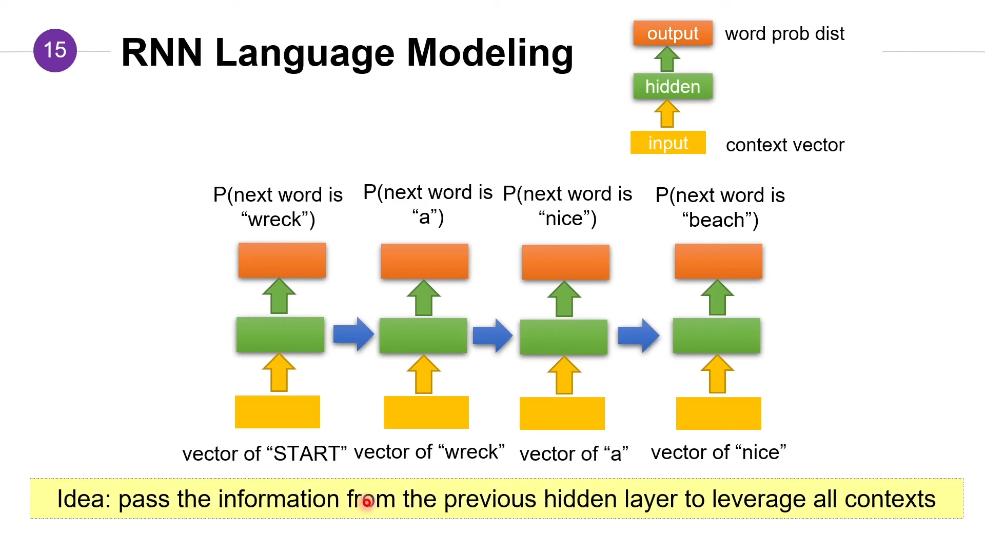 15
RNN Language Modeling
output
word prob dist
hidden
input
context vector
P(next word is
“wreck”)
P(next word is
“a”)
P(next word is
“nice”)
P(next word is
“beach”)
vector of “START”
vector of “wreck”
vector of “a”
vector of “nice”
Idea: pass the information from the previous hidden layer to leverage all contexts
6